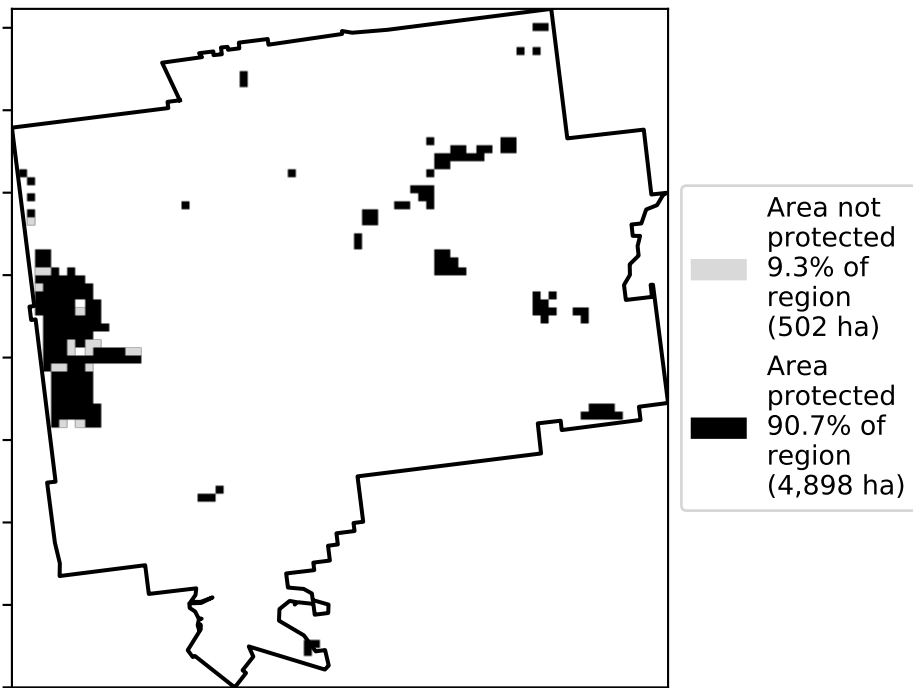 Area not
protected
9.3% of
region
(502 ha)
Area
protected
90.7% of
region
(4,898 ha)